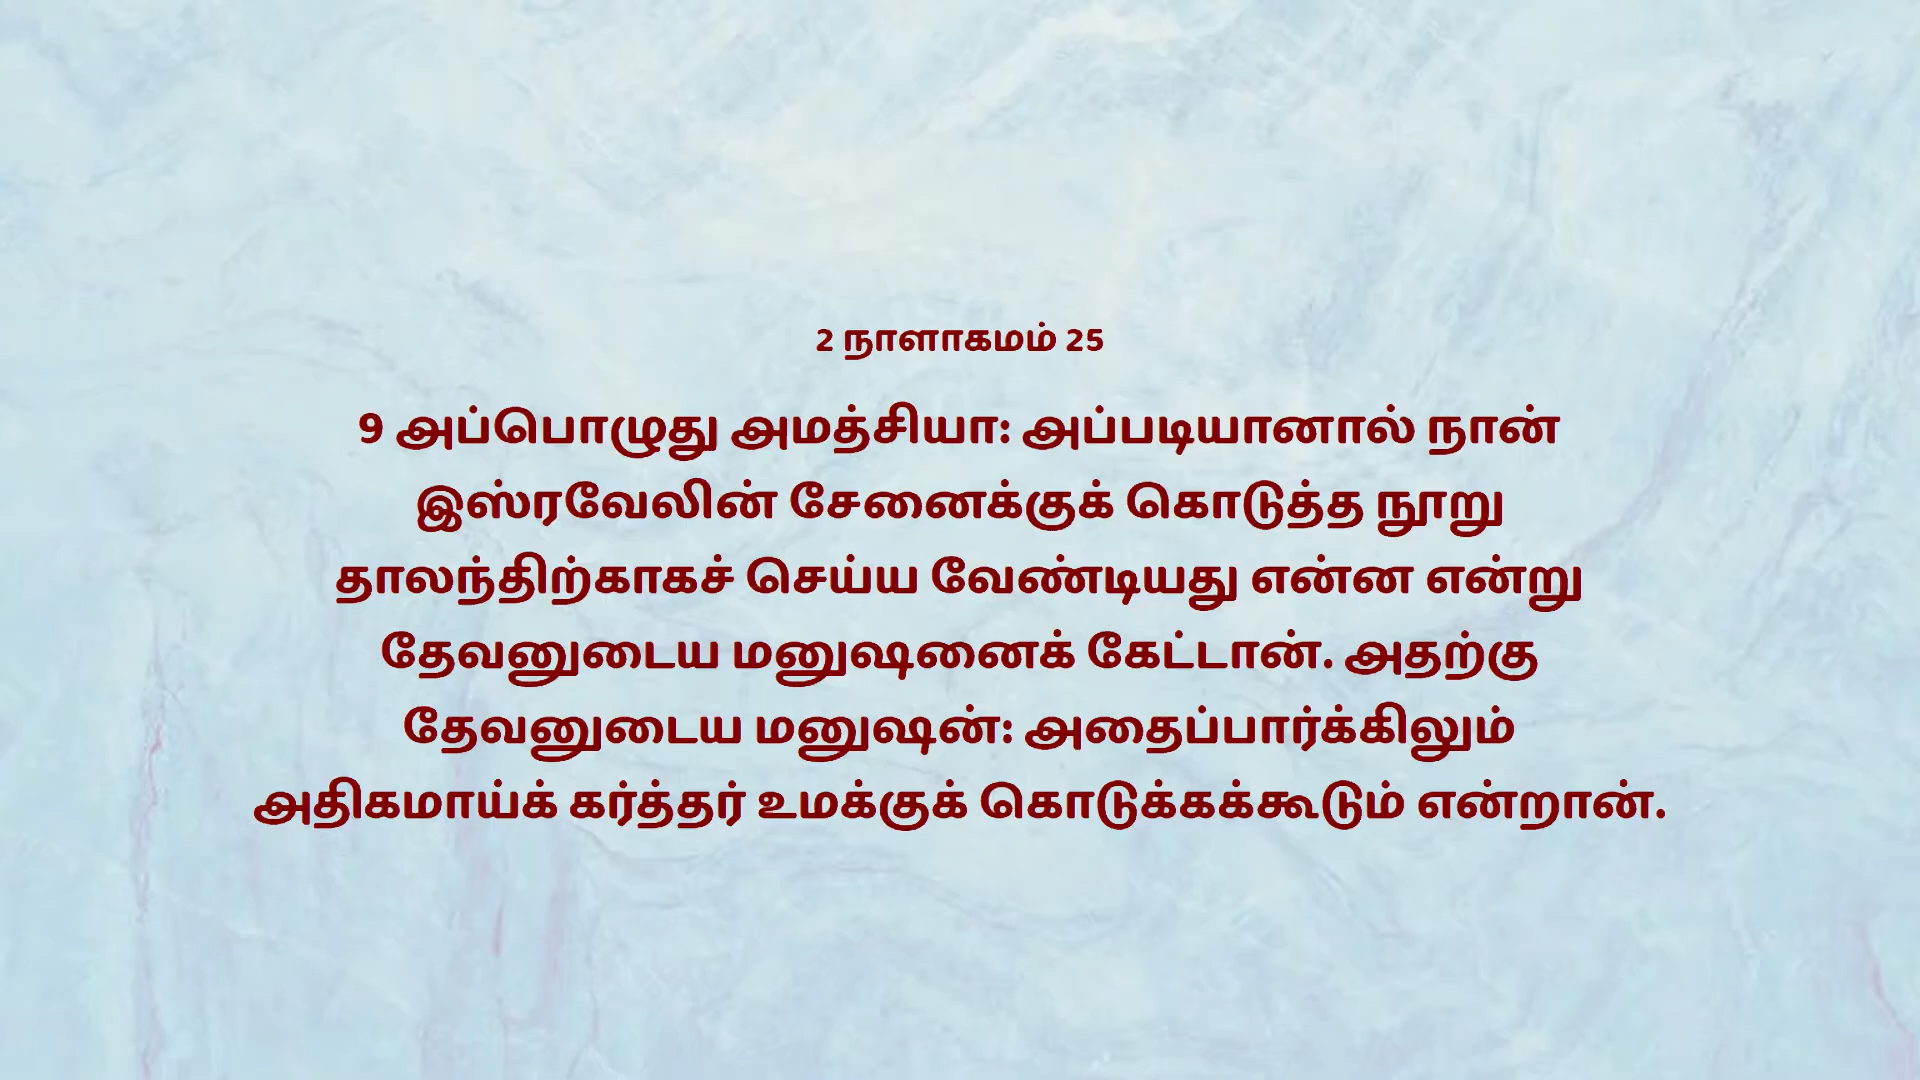 2 நாளாகமம் 25
9 அப்பொழுது அமத்சியா: அப்படியானால் நான்
இஸ்ரவேலின் சேனைக்குக் கொடுத்த நூறு
தாலந்திற்காகச் செய்ய வேண்டியது என்ன என்று
தேவனுடைய மனுஷனைக் கேட்டான். அதற்கு
தேவனுடைய மனுஷன்: அதைப்பார்க்கிலும்
அதிகமாய்க் கர்த்தர் உமக்குக் கொடுக்கக்கூடும் என்றான்.